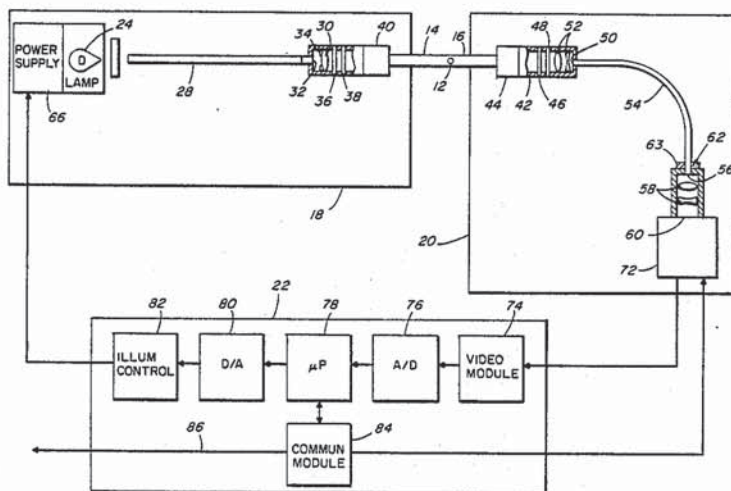 24
POWER
SUPPLY
D
LAMP
66
28
34 30
32
36 38
40
14 16
12
48 52
50
44 42 46
54
63 62
56
58
60
72
18
20
22
82
80
78
76
74
ILLUM
CONTROL
D/A
μP
A/D
VIDEO
MODULE
84
86
COMMUN
MODULE